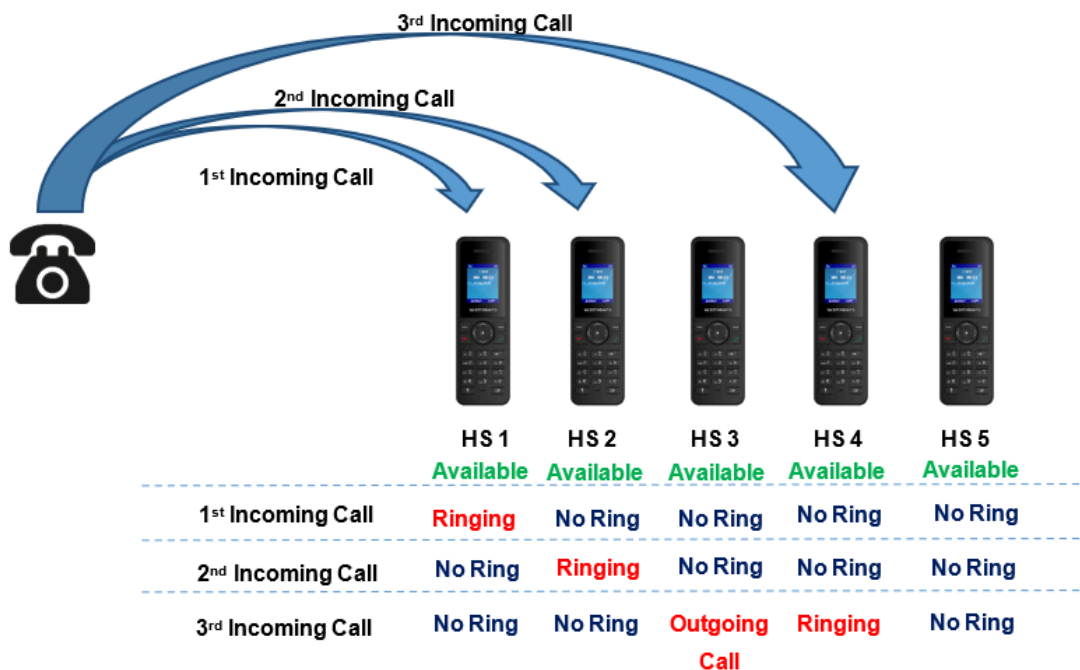 3rd Incoming Call
2nd Incoming Call
1st Incoming Call
HS 1 HS 2 HS 3 HS 4 HS 5
Available Available Available Available Available
1st Incoming Call Ringing No Ring No Ring No Ring No Ring
2nd Incoming Call No Ring Ringing No Ring No Ring No Ring
3rd Incoming Call No Ring No Ring Outgoing Ringing No Ring
Call